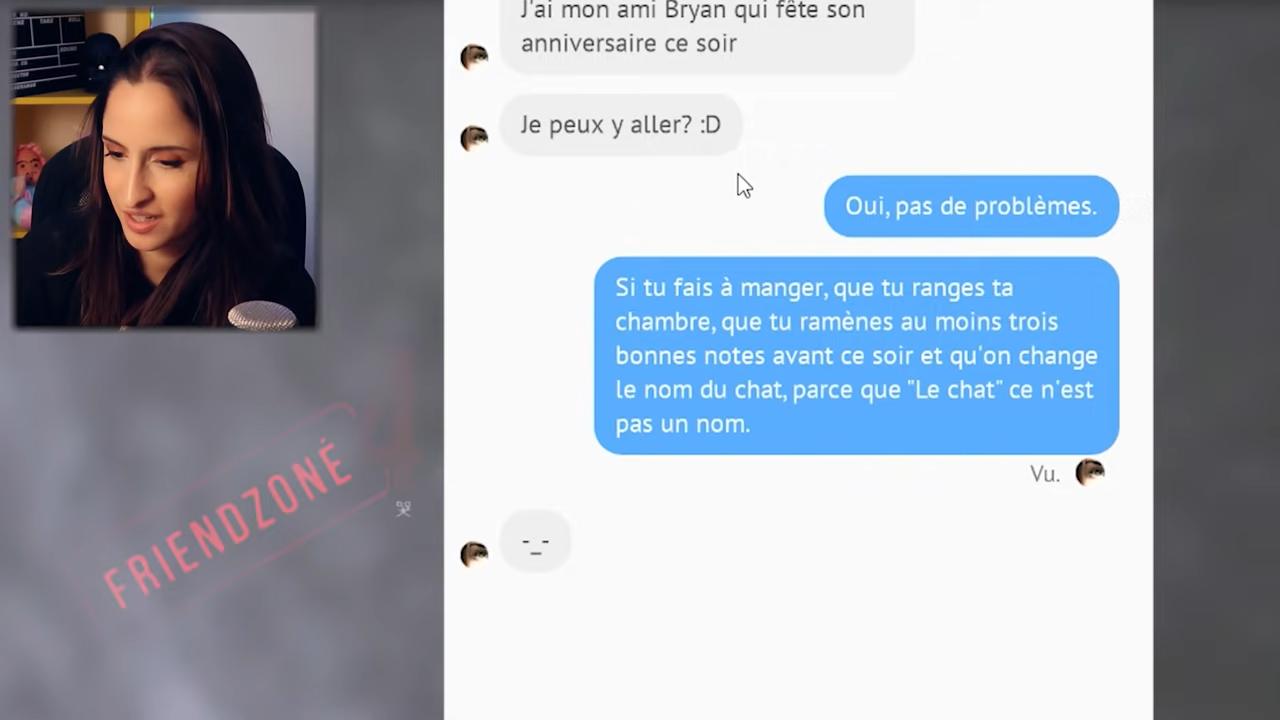 J'ai mon ami Bryan qui fête son
anniversaire ce soir
Je peux y aller? :D
Oui, pas de problèmes.
Si tu fais à manger, que tu ranges ta
chambre, que tu ramènes au moins trois
bonnes notes avant ce soir et qu'on change
le nom du chat, parce que "Le chat" ce n'est
pas un nom.
Vu.
-_-
FRIENDZONÉ 4